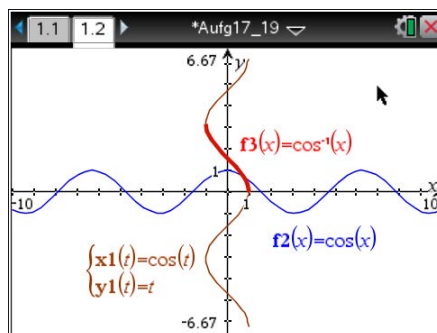 1.1 1.2 *Aufg17_19
6.67 y
f3(x)=cos⁻¹(x)
1
x
-10 1 10
f2(x)=cos(x)
{x1(t)=cos(t)
y1(t)=t
-6.67